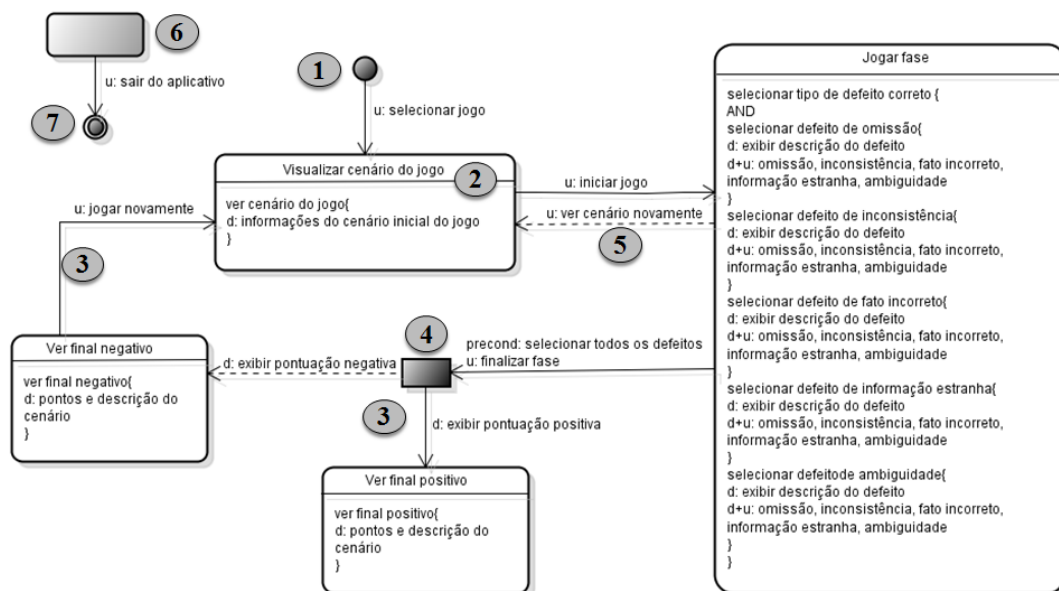 6
u: sair do aplicativo
7
1
u: selecionar jogo
Visualizar cenário do jogo
2
ver cenário do jogo{
d: informações do cenário inicial do jogo
}
u: iniciar jogo
u: ver cenário novamente
5
u: jogar novamente
3
Ver final negativo
ver final negativo{
d: pontos e descrição do
cenário
}
d: exibir pontuação negativa
4
precond: selecionar todos os defeitos
u: finalizar fase
3
d: exibir pontuação positiva
Ver final positivo
ver final positivo{
d: pontos e descrição do
cenário
}
Jogar fase
selecionar tipo de defeito correto {
AND
selecionar defeito de omissão{
d: exibir descrição do defeito
d+u: omissão, inconsistência, fato incorreto,
informação estranha, ambiguidade
}
selecionar defeito de inconsistência{
d: exibir descrição do defeito
d+u: omissão, inconsistência, fato incorreto,
informação estranha, ambiguidade
}
selecionar defeito de fato incorreto{
d: exibir descrição do defeito
d+u: omissão, inconsistência, fato incorreto,
informação estranha, ambiguidade
}
selecionar defeito de informação estranha{
d: exibir descrição do defeito
d+u: omissão, inconsistência, fato incorreto,
informação estranha, ambiguidade
}
selecionar defeitode ambiguidade{
d: exibir descrição do defeito
d+u: omissão, inconsistência, fato incorreto,
informação estranha, ambiguidade
}
}